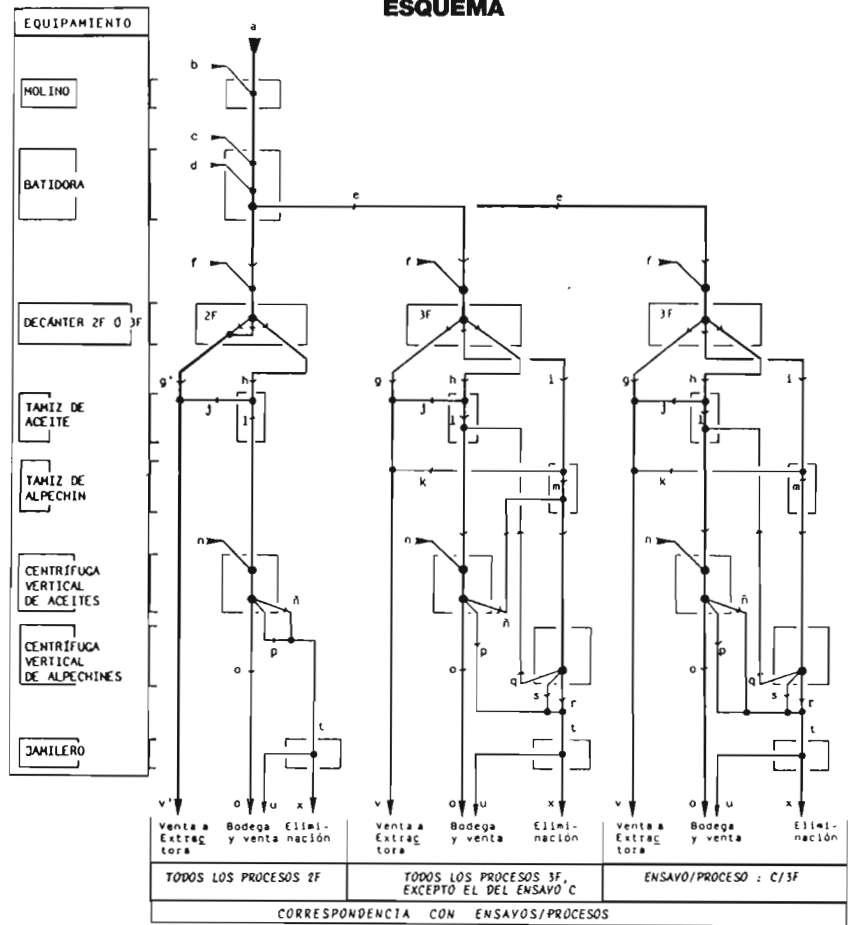 ESQUEMA
EQUIPAMIENTO
a
b
MOLINO
c
d
BATIDORA
e
e
f
f
f
DECANTER 2F Ó 3F
2F
3F
3F
g'
h
g
h
i
g
h
i
TAMIZ DE
ACEITE
j
l
j
l
j
l
TAMIZ DE
ALPECHIN
k
m
k
m
CENTRÍFUGA
VERTICAL
DE ACEITES
n
n
n
ñ
ñ
ñ
CENTRÍFUGA
VERTICAL
DE ALPECHINES
o
p
o
p
q
s
r
o
p
q
s
r
t
t
t
JAMILERO
v'
o
u
x
v
o
u
x
v
o
u
x
Venta a
Extrac
tora
Bodega
y venta
Elimi-
nación
Venta a
Extrac
tora
Bodega
y venta
Elimi-
nación
Venta a
Extrac
tora
Bodega
y venta
Elimi-
nación
TODOS LOS PROCESOS 2F
TODOS LOS PROCESOS 3F,
EXCEPTO EL DEL ENSAYO C
ENSAYO/PROCESO : C/3F
CORRESPONDENCIA CON ENSAYOS/PROCESOS